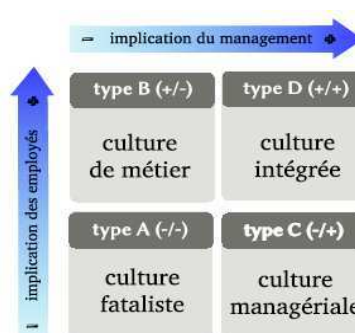 − implication du management +
implication des employés
− +
type B (+/-)
culture
de métier
type D (+/+)
culture
intégrée
type A (-/-)
culture
fataliste
type C (-/+)
culture
managériale